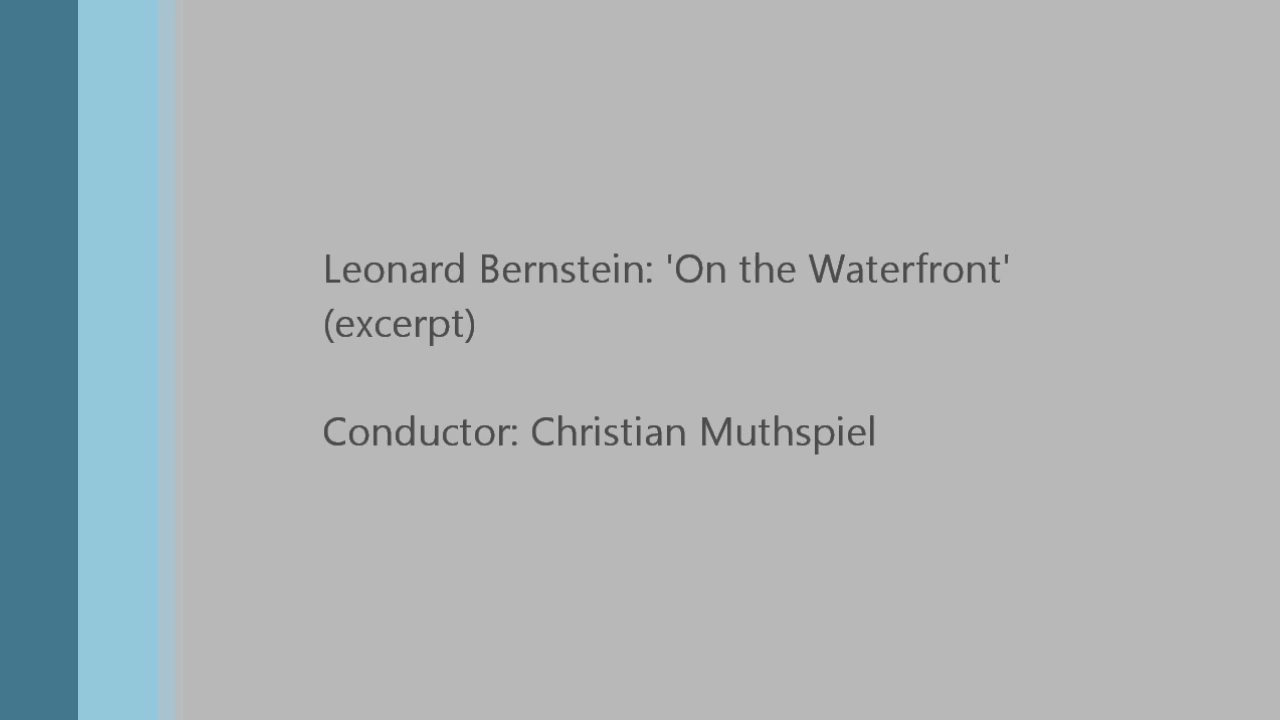 Leonard Bernstein: 'On the Waterfront'
(excerpt)
Conductor: Christian Muthspiel